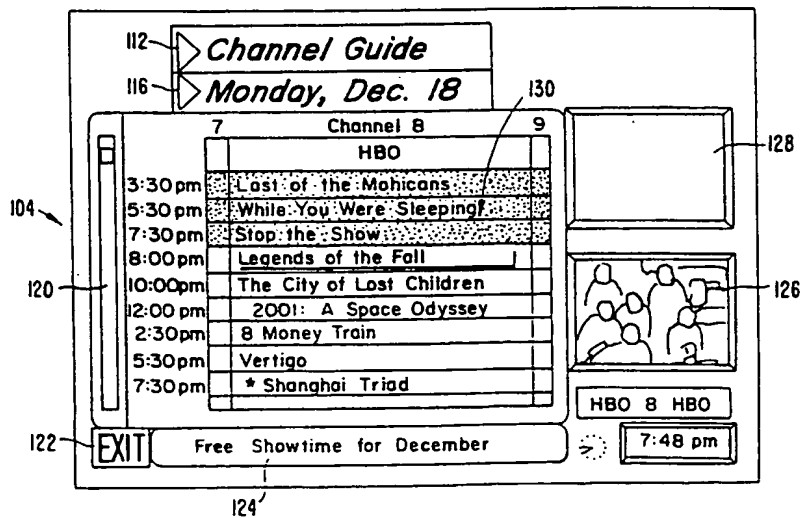 112 Channel Guide
116 Monday, Dec. 18
130
7 Channel 8 9
HBO
128
3:30pm Last of the Mohicans
104
5:30pm While You Were Sleeping
7:30pm Stop the Show
8:00pm Legends of the Fall
120
10:00pm The City of Lost Children
126
12:00 pm 2001: A Space Odyssey
2:30pm 8 Money Train
5:30pm Vertigo
7:30pm * Shanghai Triad
HBO 8 HBO
122 EXIT Free Showtime for December
7:48 pm
124